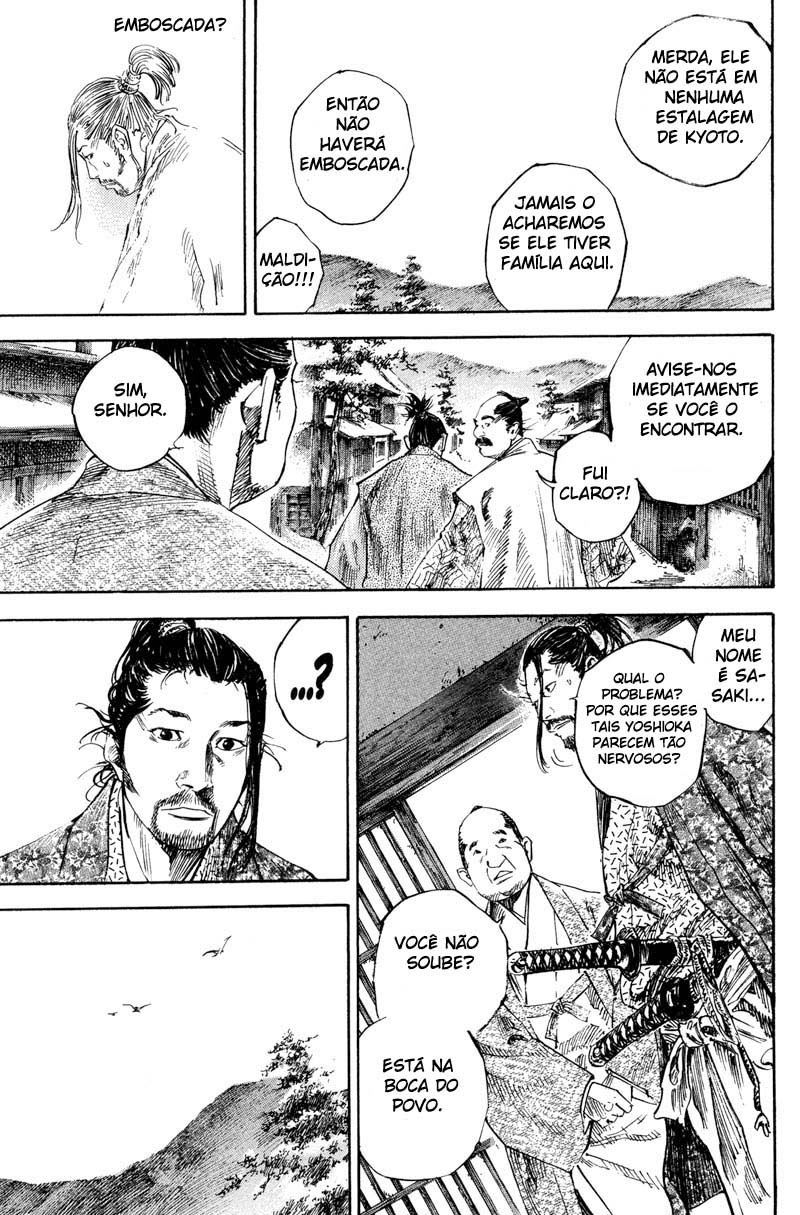 MERDA, ELE
NÃO ESTÁ EM
NENHUMA
ESTALAGEM
DE KYOTO.
ENTÃO
NÃO
HAVERÁ
EMBOSCADA.
JAMAIS O
ACHAREMOS
SE ELE TIVER
FAMÍLIA AQUI.
MALDI-
ÇÃO!!!
EMBOSCADA?
AVISE-NOS
IMEDIATAMENTE
SE VOCÊ O
ENCONTRAR.
FUI
CLARO?!
SIM,
SENHOR.
MEU
NOME
É SA-
SAKI...
QUAL O
PROBLEMA?
POR QUE ESSES
TAIS YOSHIOKA
PARECEM TÃO
NERVOSOS?
VOCÊ NÃO
SOUBE?
ESTÁ NA
BOCA DO
POVO.
...?